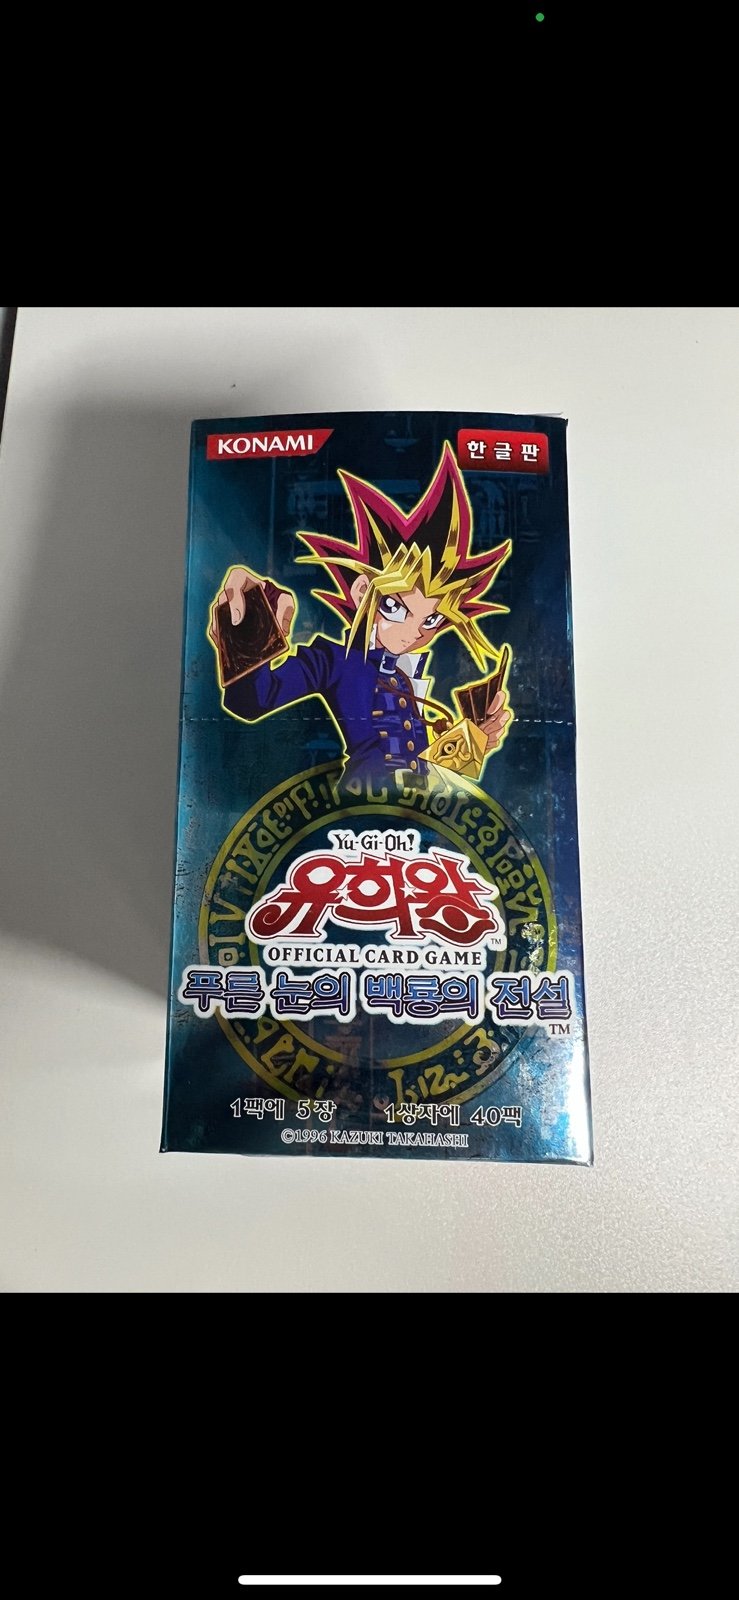 KONAMI
한글판
Yu-Gi-Oh!
유희왕
TM
OFFICIAL CARD GAME
푸른 눈의 백룡의 전설
TM
1팩에 5장 1상자에 40팩
©1996 KAZUKI TAKAHASHI